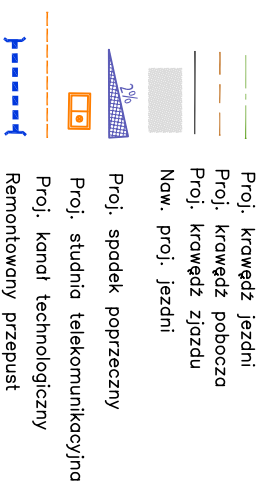 Proj. krawędź jezdni
Proj. krawędź pobocza
Proj. krawędź zjazdu
Naw. proj. jezdni
2%
Proj. spadek poprzeczny
Proj. studnia telekomunikacyjna
Proj. kanał technologiczny
Remontowany przepust